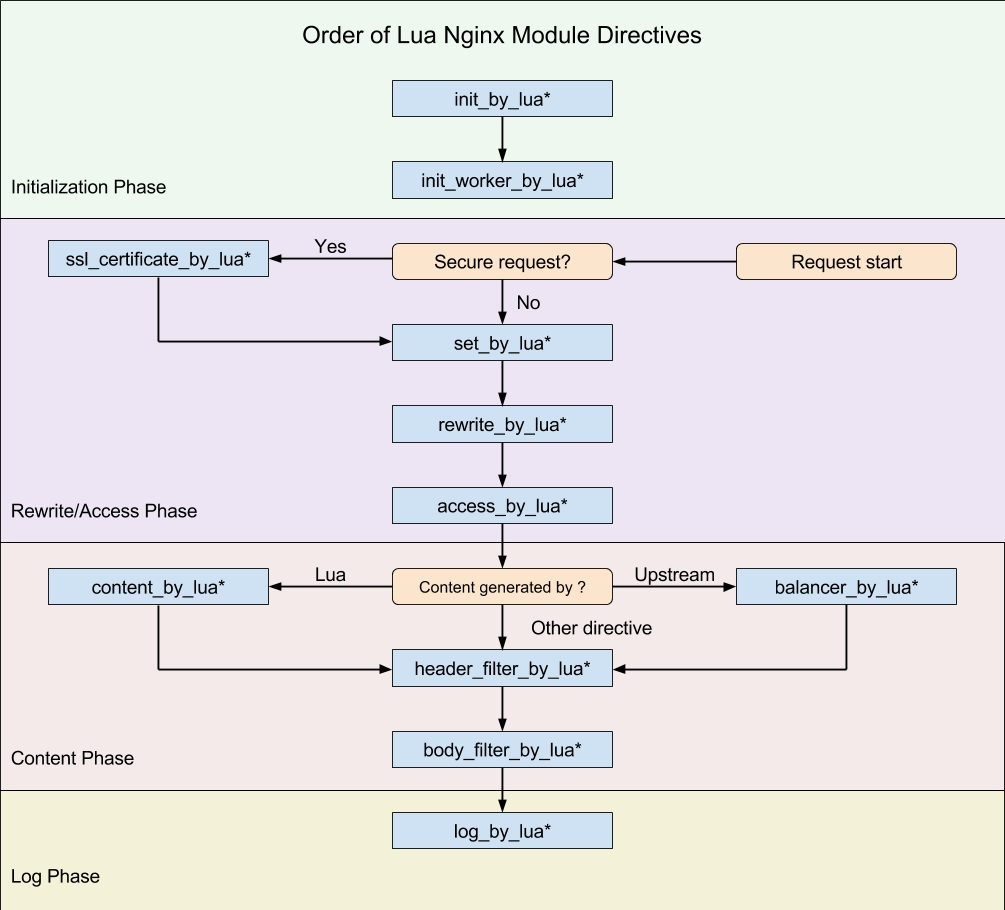 Order of Lua Nginx Module Directives
init_by_lua*
init_worker_by_lua*
Initialization Phase
ssl_certificate_by_lua*
Yes
Secure request?
Request start
No
set_by_lua*
rewrite_by_lua*
access_by_lua*
Rewrite/Access Phase
content_by_lua*
Lua
Content generated by ?
Upstream
balancer_by_lua*
Other directive
header_filter_by_lua*
body_filter_by_lua*
Content Phase
log_by_lua*
Log Phase